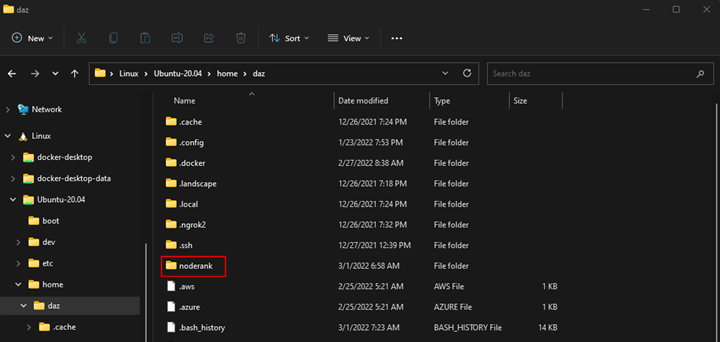 daz
New Sort View
Linux Ubuntu-20.04 home daz Search daz
Name Date modified Type Size
Network
Linux
docker-desktop
docker-desktop-data
Ubuntu-20.04
boot
dev
etc
home
daz
.cache
.cache 12/26/2021 7:24 PM File folder
.config 1/23/2022 7:53 PM File folder
.docker 2/27/2022 8:38 AM File folder
.landscape 12/26/2021 7:18 PM File folder
.local 12/26/2021 7:24 PM File folder
.ngrok2 12/26/2021 7:32 PM File folder
.ssh 12/27/2021 12:39 PM File folder
noderank 3/1/2022 6:58 AM File folder
.aws 2/25/2022 5:21 AM AWS File 1 KB
.azure 2/25/2022 5:21 AM AZURE File 1 KB
.bash_history 3/1/2022 7:23 AM BASH_HISTORY File 14 KB